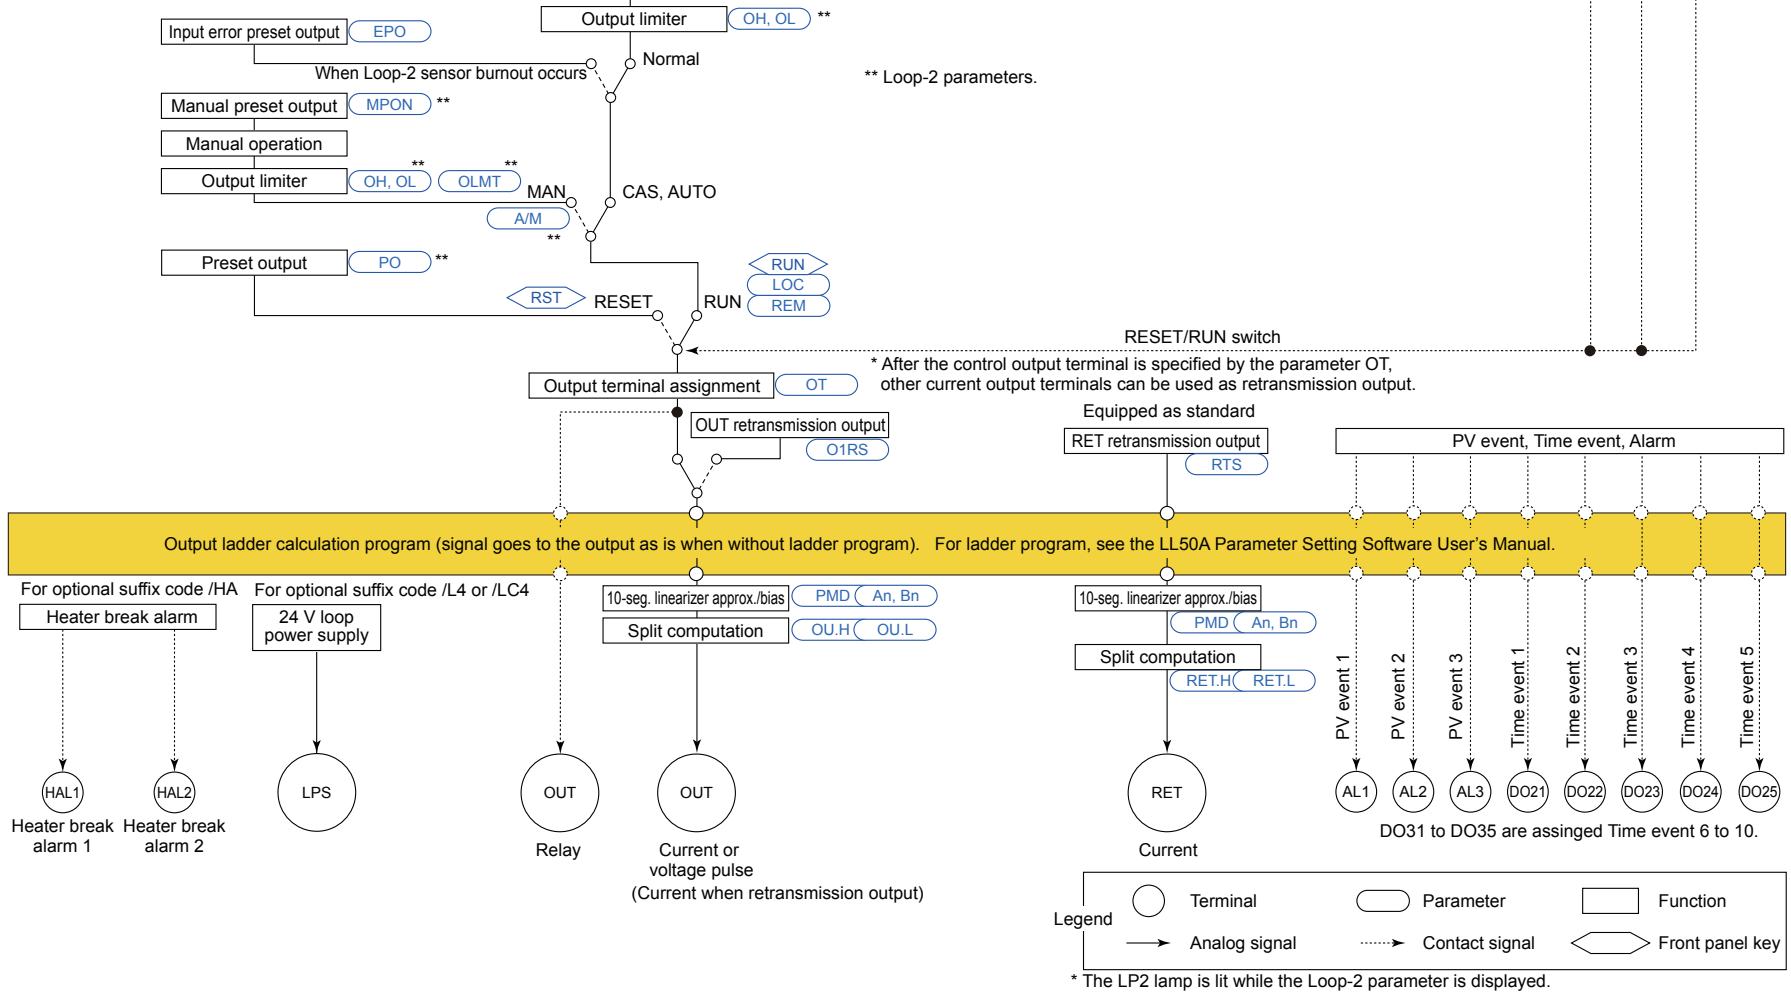 Output limiter OH, OL **
Input error preset output EPO
Normal
When Loop-2 sensor burnout occurs
** Loop-2 parameters.
Manual preset output MPON **
Manual operation
** **
Output limiter OH, OL OLMT
MAN CAS, AUTO
A/M
**
Preset output PO **
RUN
LOC
RST RESET RUN REM
RESET/RUN switch
* After the control output terminal is specified by the parameter OT,
other current output terminals can be used as retransmission output.
Output terminal assignment OT
Equipped as standard
OUT retransmission output
O1RS
RET retransmission output
RTS
PV event, Time event, Alarm
Output ladder calculation program (signal goes to the output as is when without ladder program). For ladder program, see the LL50A Parameter Setting Software User's Manual.
For optional suffix code /HA
Heater break alarm
For optional suffix code /L4 or /LC4
24 V loop
power supply
10-seg. linearizer approx./bias PMD An, Bn
Split computation OU.H OU.L
10-seg. linearizer approx./bias
PMD An, Bn
Split computation
RET.H RET.L
PV event 1
PV event 2
PV event 3
Time event 1
Time event 2
Time event 3
Time event 4
Time event 5
HAL1 HAL2 LPS OUT OUT RET AL1 AL2 AL3 DO21 DO22 DO23 DO24 DO25
Heater break
alarm 1
Heater break
alarm 2
Relay
Current or
voltage pulse
(Current when retransmission output)
Current
DO31 to DO35 are assinged Time event 6 to 10.
Legend
Terminal Parameter Function
Analog signal Contact signal Front panel key
* The LP2 lamp is lit while the Loop-2 parameter is displayed.